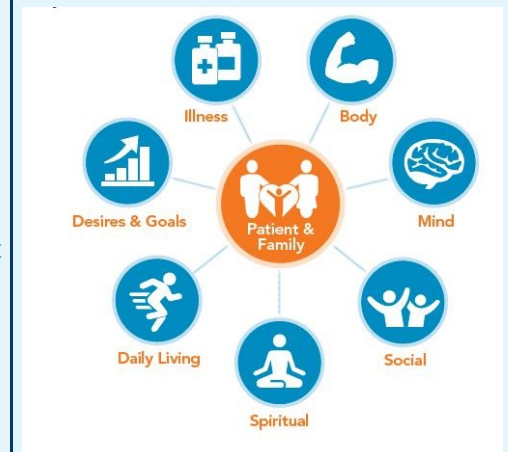 Illness
Body
Desires & Goals
Patient &
Family
Mind
Daily Living
Social
Spiritual